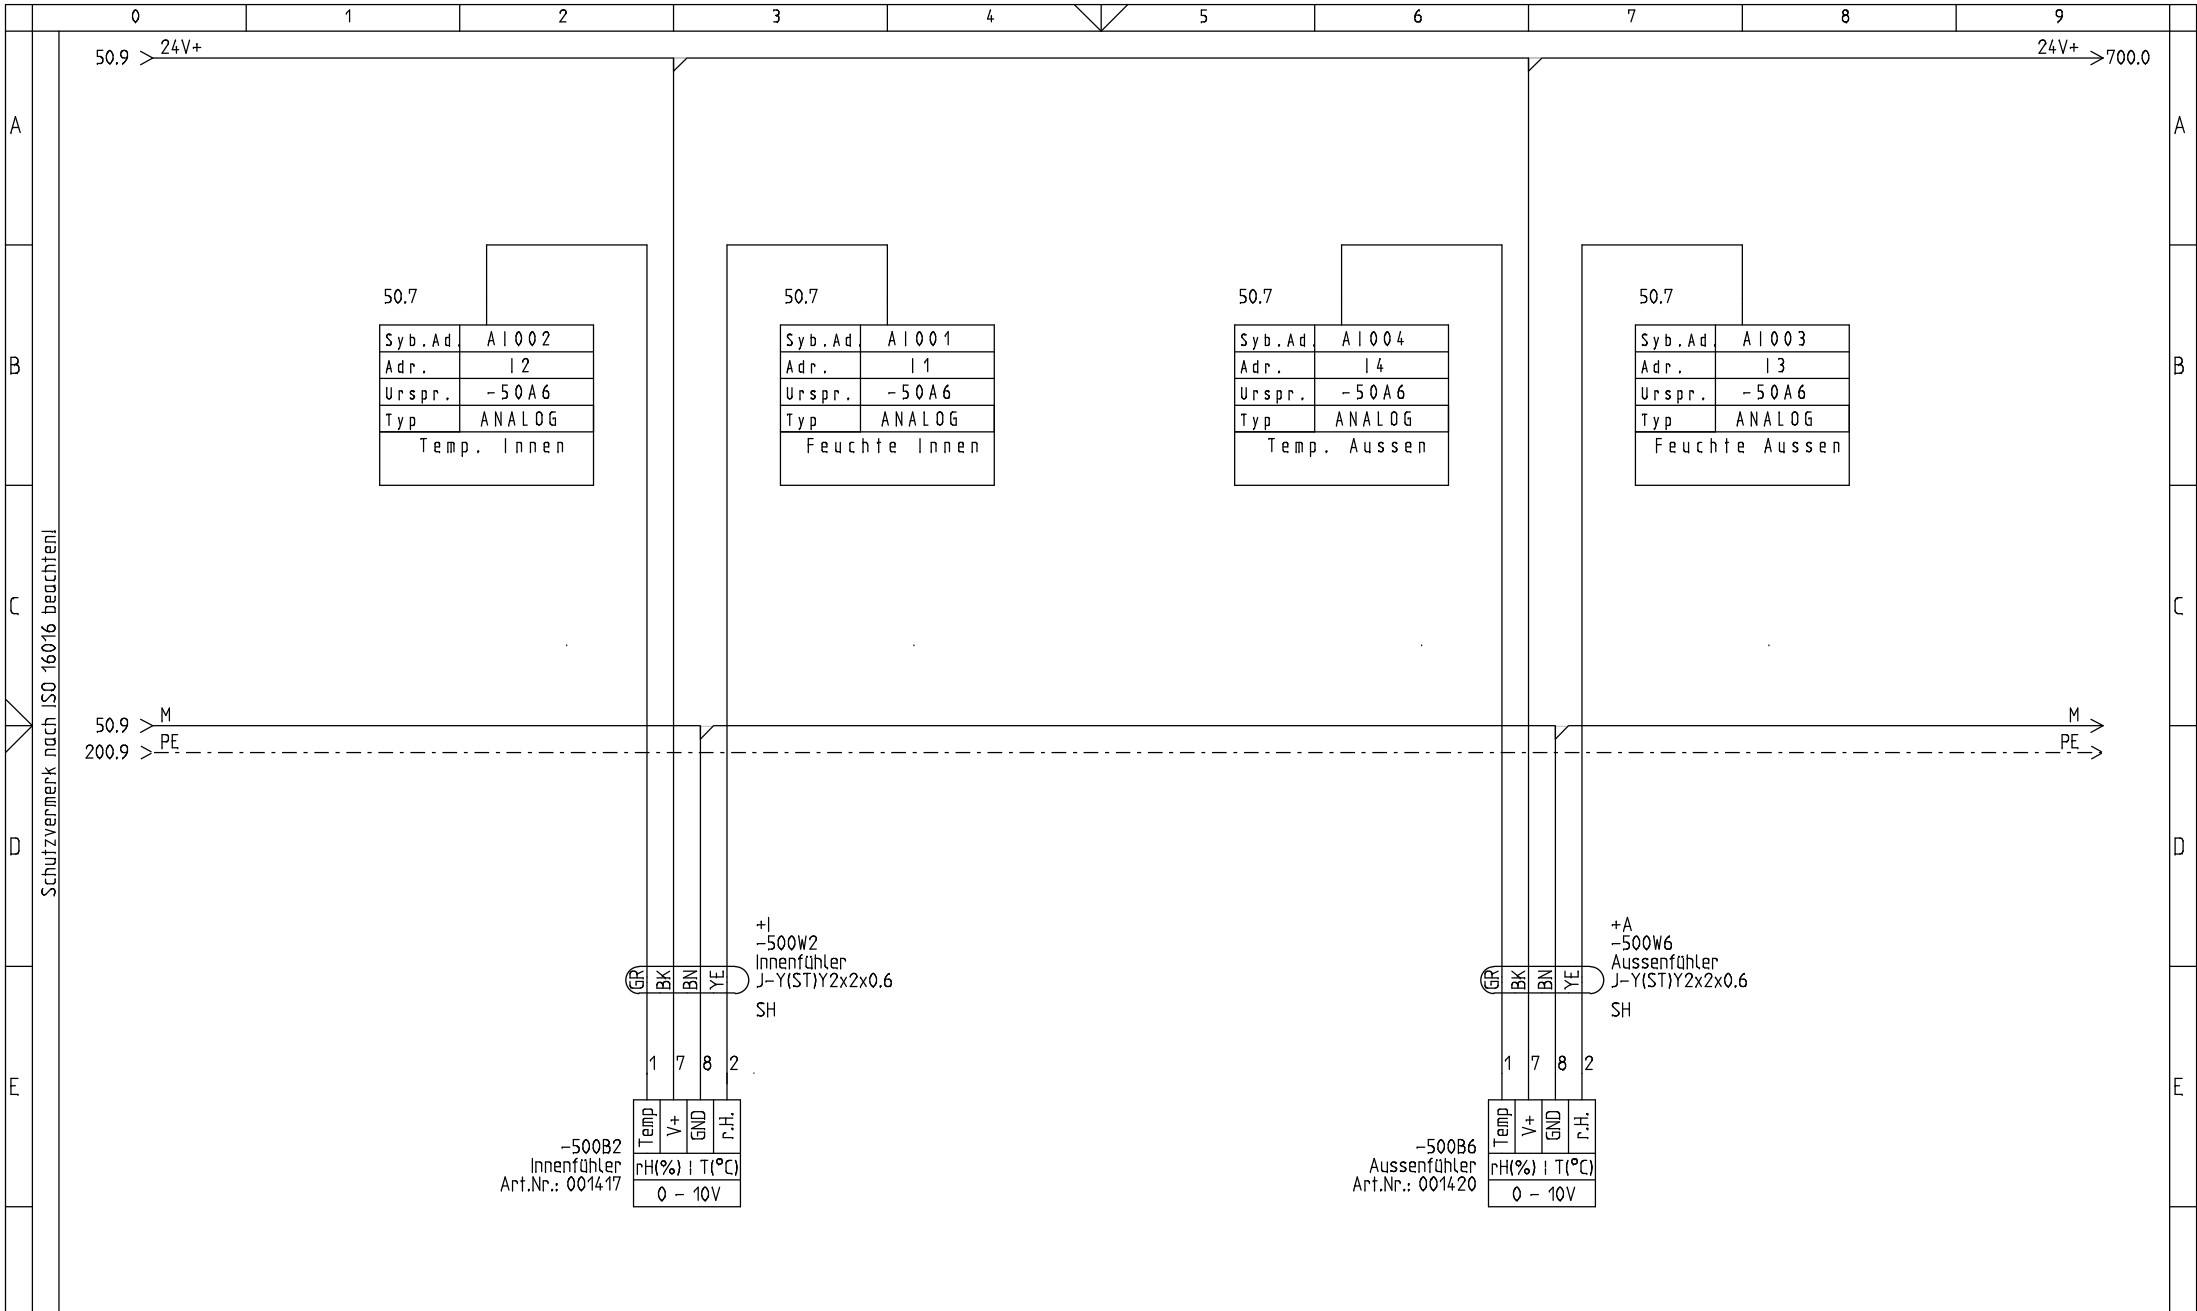 0 1 2 3 4 5 6 7 8 9
50.9 24V+ 24V+ 700.0
A A
50.7 50.7 50.7 50.7
Syb.Ad. AI002
Adr. I2
Urspr. -50A6
Typ ANALOG
Temp. Innen
Syb.Ad. AI001
Adr. I1
Urspr. -50A6
Typ ANALOG
Feuchte Innen
Syb.Ad. AI004
Adr. I4
Urspr. -50A6
Typ ANALOG
Temp. Aussen
Syb.Ad. AI003
Adr. I3
Urspr. -50A6
Typ ANALOG
Feuchte Aussen
B B
C C
Schutzvermerk nach ISO 16016 beachten!
50.9 M M
200.9 PE PE
D D
+I
-500W2
Innenfühler
J-Y(ST)Y2x2x0.6
SH
GR BK BN YE
1 7 8 2
Temp V+ GND r.H.
-500B2
Innenfühler
Art.Nr.: 001417
rH(%) | T(°C)
0 - 10V
+A
-500W6
Aussenfühler
J-Y(ST)Y2x2x0.6
SH
GR BK BN YE
1 7 8 2
Temp V+ GND r.H.
-500B6
Aussenfühler
Art.Nr.: 001420
rH(%) | T(°C)
0 - 10V
E E